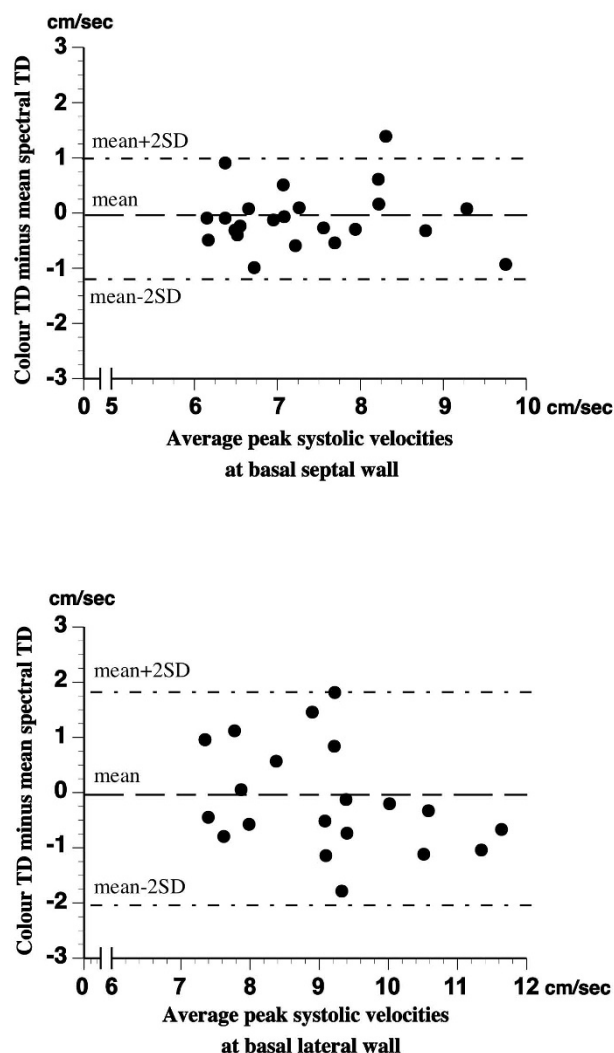 cm/sec
3
2
mean+2SD
1
mean
0
-1
mean-2SD
-2
-3
Colour TD minus mean spectral TD
0 5 6 7 8 9 10 cm/sec
Average peak systolic velocities
at basal septal wall
cm/sec
3
mean+2SD
2
1
mean
0
-1
mean-2SD
-2
-3
Colour TD minus mean spectral TD
0 6 7 8 9 10 11 12 cm/sec
Average peak systolic velocities
at basal lateral wall